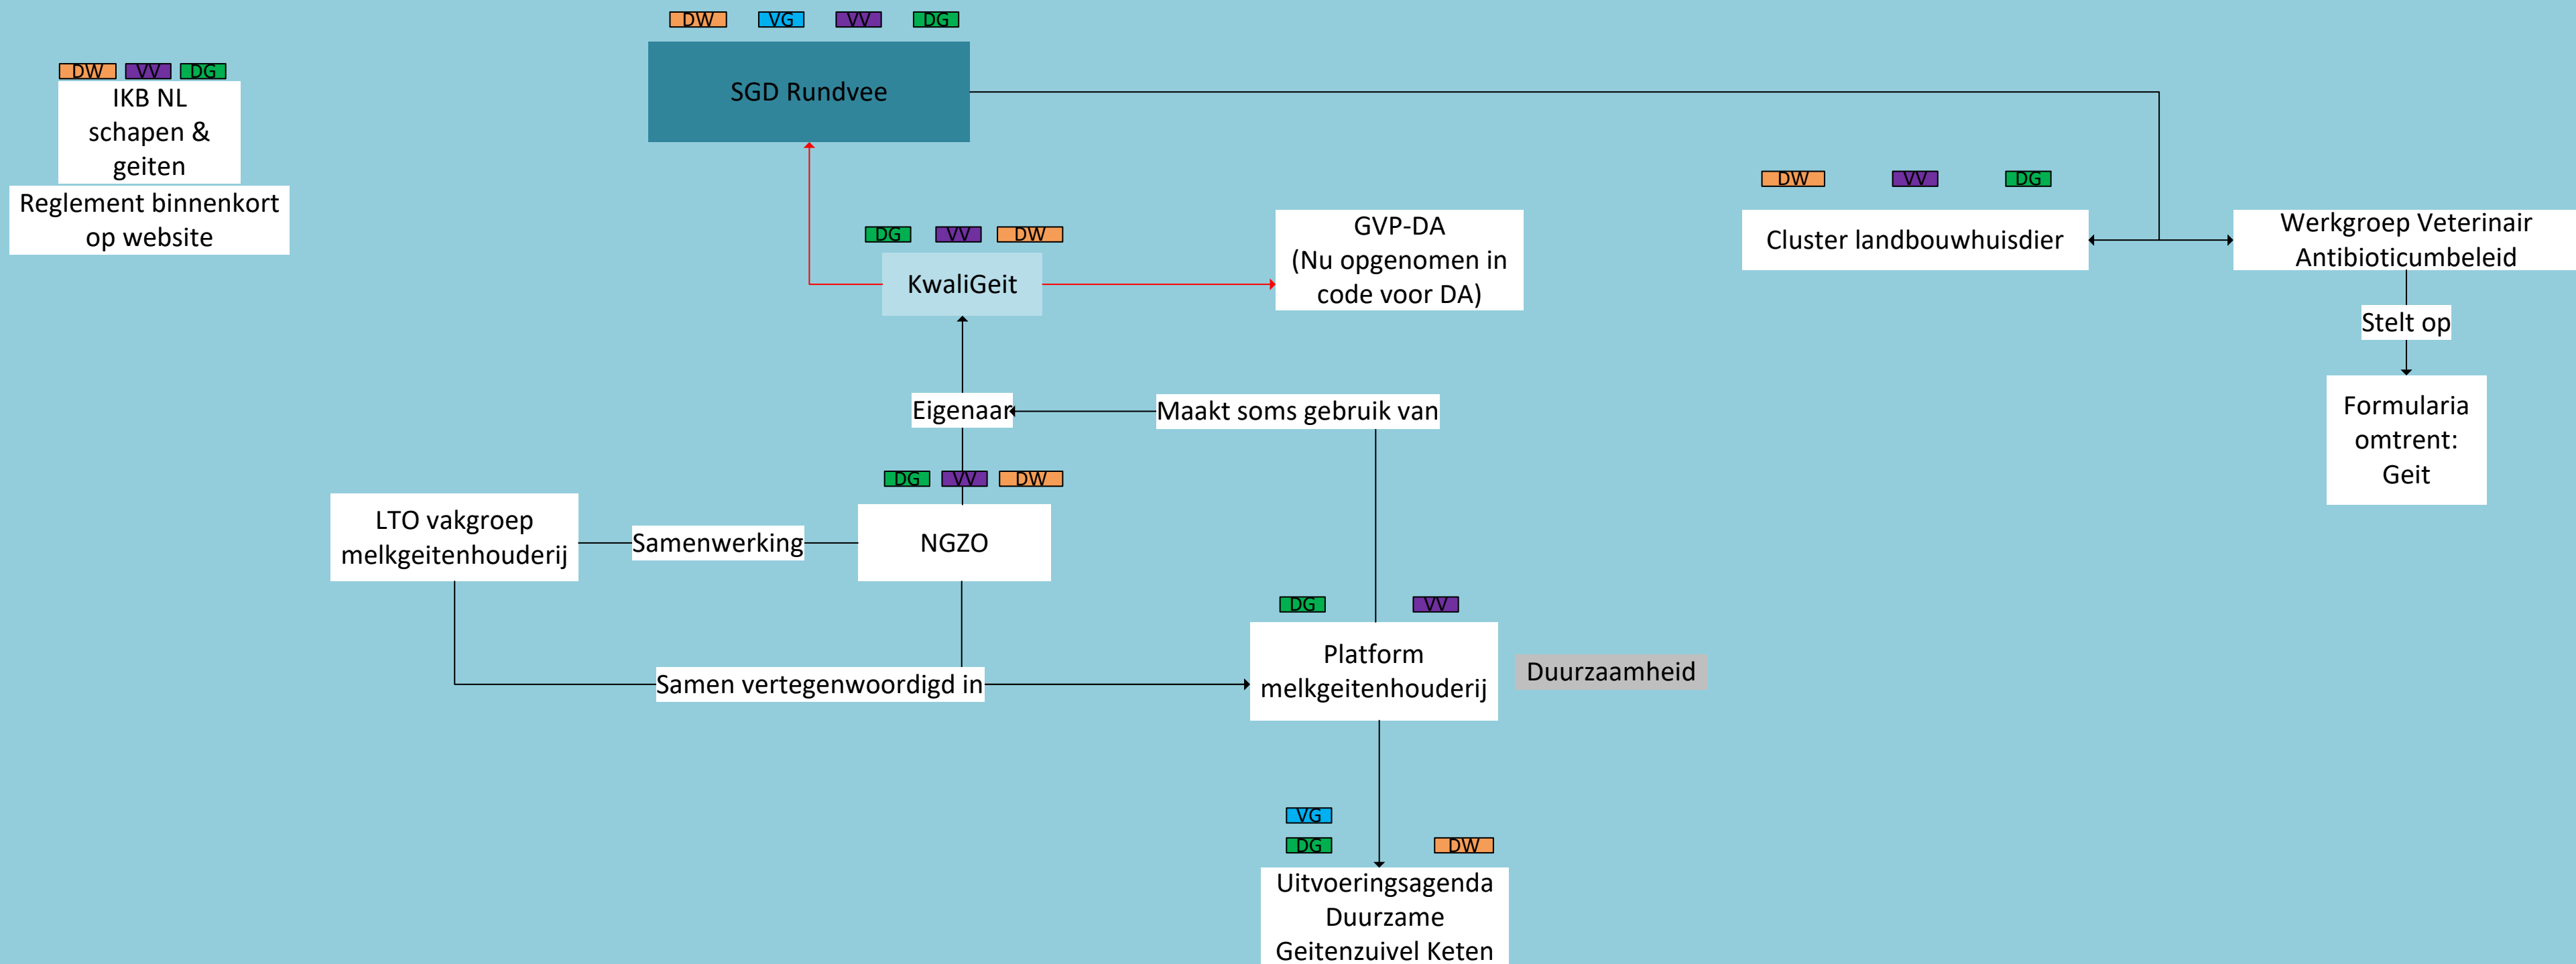 DW VG VV DG
SGD Rundvee
DW VV DG
IKB NL
schapen &
geiten
Reglement binnenkort
op website
DW VV DG
Cluster landbouwhuisdier
Werkgroep Veterinair
Antibioticumbeleid
Stelt op
Formularia
omtrent:
Geit
DG VV DW
KwaliGeit
GVP-DA
(Nu opgenomen in
code voor DA)
Eigenaar
Maakt soms gebruik van
DG VV DW
NGZO
Samenwerking
LTO vakgroep
melkgeitenhouderij
Samen vertegenwoordigd in
DG VV
Platform
melkgeitenhouderij
Duurzaamheid
VG
DG DW
Uitvoeringsagenda
Duurzame
Geitenzuivel Keten